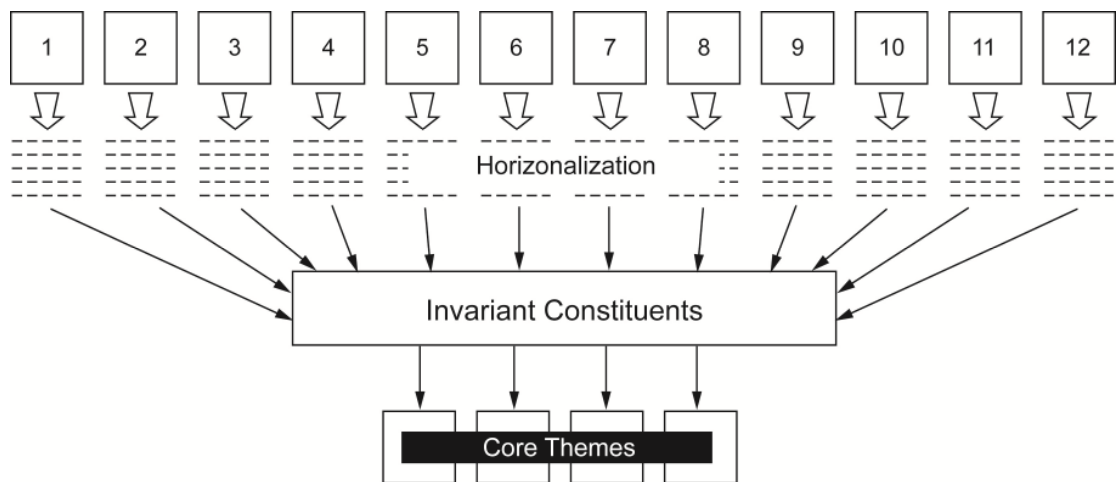 1 2 3 4 5 6 7 8 9 10 11 12
Horizonalization
Invariant Constituents
Core Themes